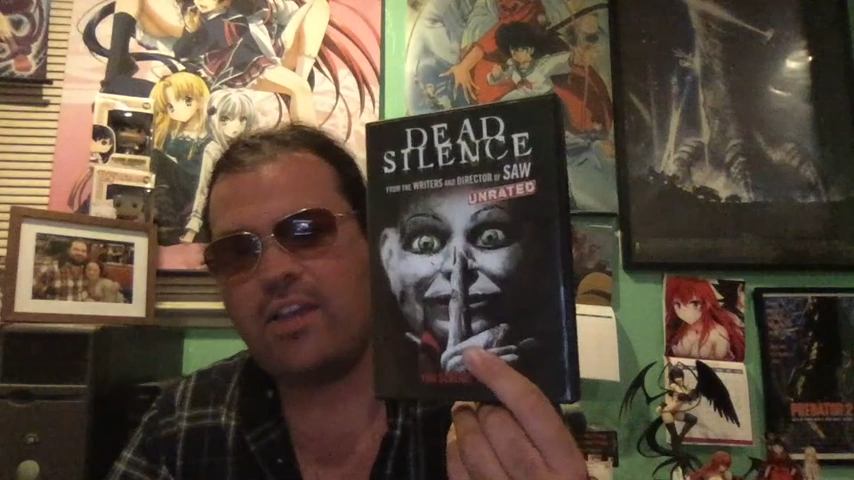 DEAD
SILENCE
FROM THE WRITERS AND DIRECTOR OF SAW
UNRATED
PREDATOR 2